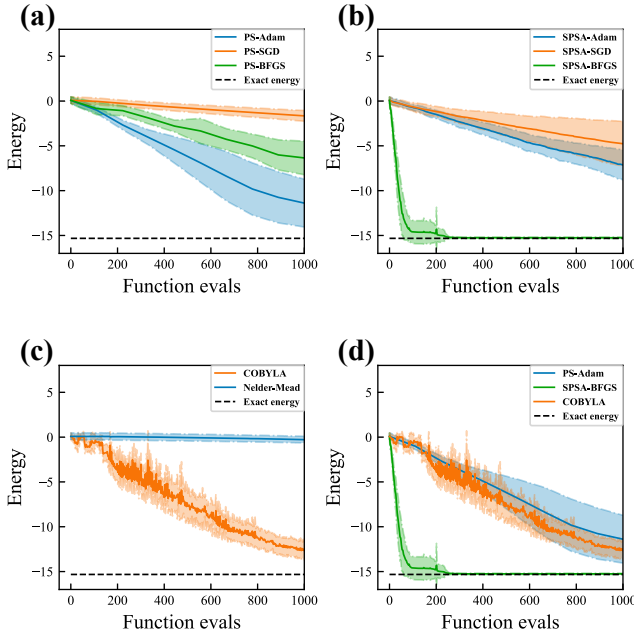 (a)
PS-Adam
PS-SGD
PS-BFGS
Exact energy
5
0
−5
−10
−15
Energy
0 200 400 600 800 1000
Function evals
(b)
SPSA-Adam
SPSA-SGD
SPSA-BFGS
Exact energy
5
0
−5
−10
−15
Energy
0 200 400 600 800 1000
Function evals
(c)
COBYLA
Nelder-Mead
Exact energy
5
0
−5
−10
−15
Energy
0 200 400 600 800 1000
Function evals
(d)
PS-Adam
SPSA-BFGS
COBYLA
Exact energy
5
0
−5
−10
−15
Energy
0 200 400 600 800 1000
Function evals